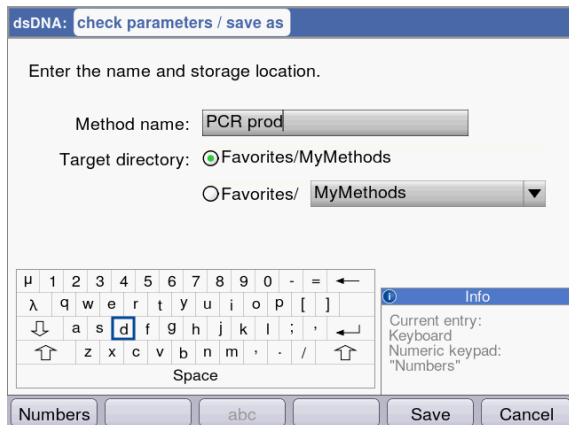 dsDNA: check parameters / save as
Enter the name and storage location.
Method name: PCR prod
Target directory: Favorites/MyMethods
Favorites/ MyMethods
μ 1 2 3 4 5 6 7 8 9 0 - =
λ q w e r t y u i o p [ ]
a s d f g h j k l ; '
z x c v b n m , . /
Space
i Info
Current entry:
Keyboard
Numeric keypad:
"Numbers"
Numbers abc Save Cancel